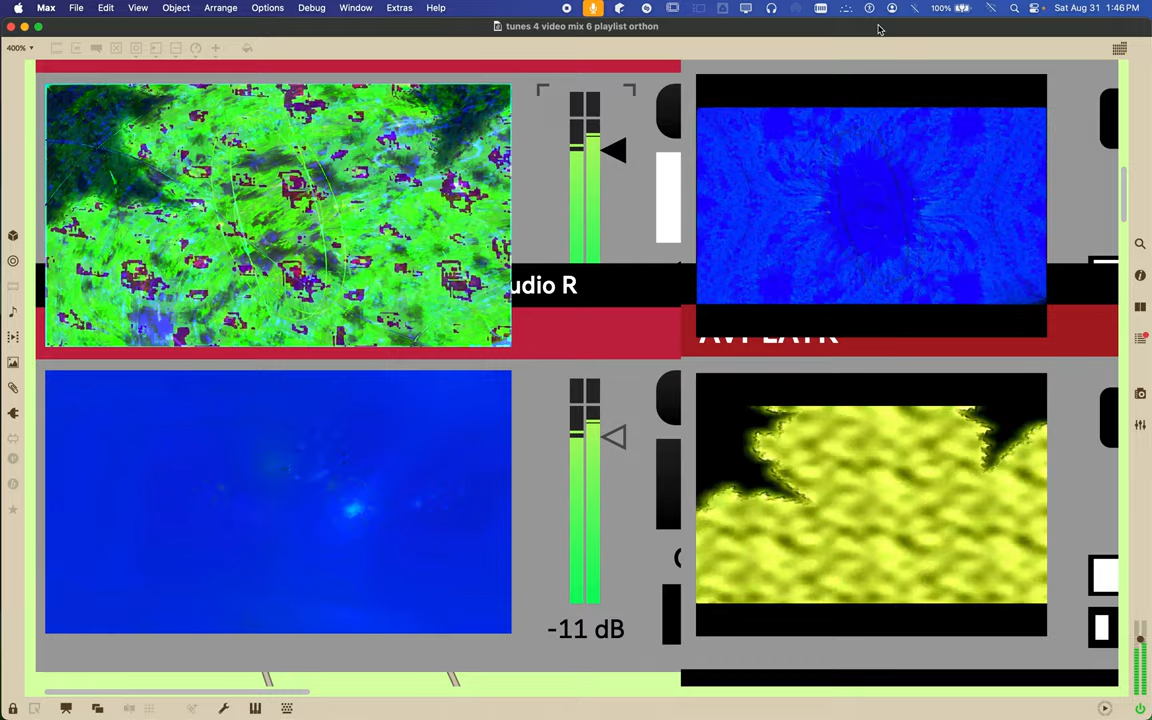 Max File Edit View Object Arrange Options Debug Window Extras Help 100% Sat Aug 31 1:46 PM
tunes 4 video mix 6 playlist orthon
400%
udio R
-11 dB